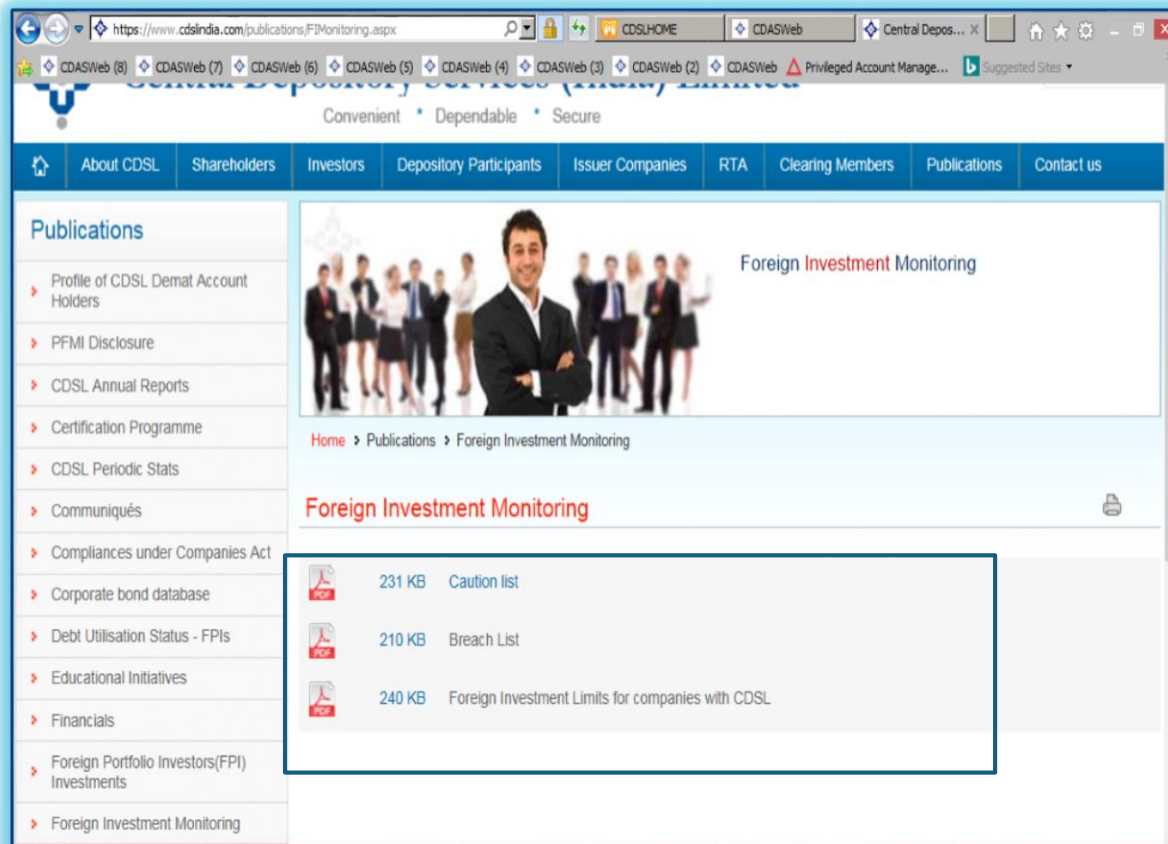 https://www.cdslindia.com/publications/FIMonitoring.aspx
CDSLHOME
CDASWeb
Central Depos...
CDASWeb (8) CDASWeb (7) CDASWeb (6) CDASWeb (5) CDASWeb (4) CDASWeb (3) CDASWeb (2) CDASWeb Privileged Account Manage... Suggested Sites
Central Depository Services (India) Limited
Convenient • Dependable • Secure
About CDSL Shareholders Investors Depository Participants Issuer Companies RTA Clearing Members Publications Contact us
Publications
Profile of CDSL Demat Account
Holders
PFMI Disclosure
CDSL Annual Reports
Certification Programme
CDSL Periodic Stats
Communiqués
Compliances under Companies Act
Corporate bond database
Debt Utilisation Status - FPIs
Educational Initiatives
Financials
Foreign Portfolio Investors(FPI)
Investments
Foreign Investment Monitoring
Foreign Investment Monitoring
Home > Publications > Foreign Investment Monitoring
Foreign Investment Monitoring
PDF 231 KB Caution list
PDF 210 KB Breach List
PDF 240 KB Foreign Investment Limits for companies with CDSL